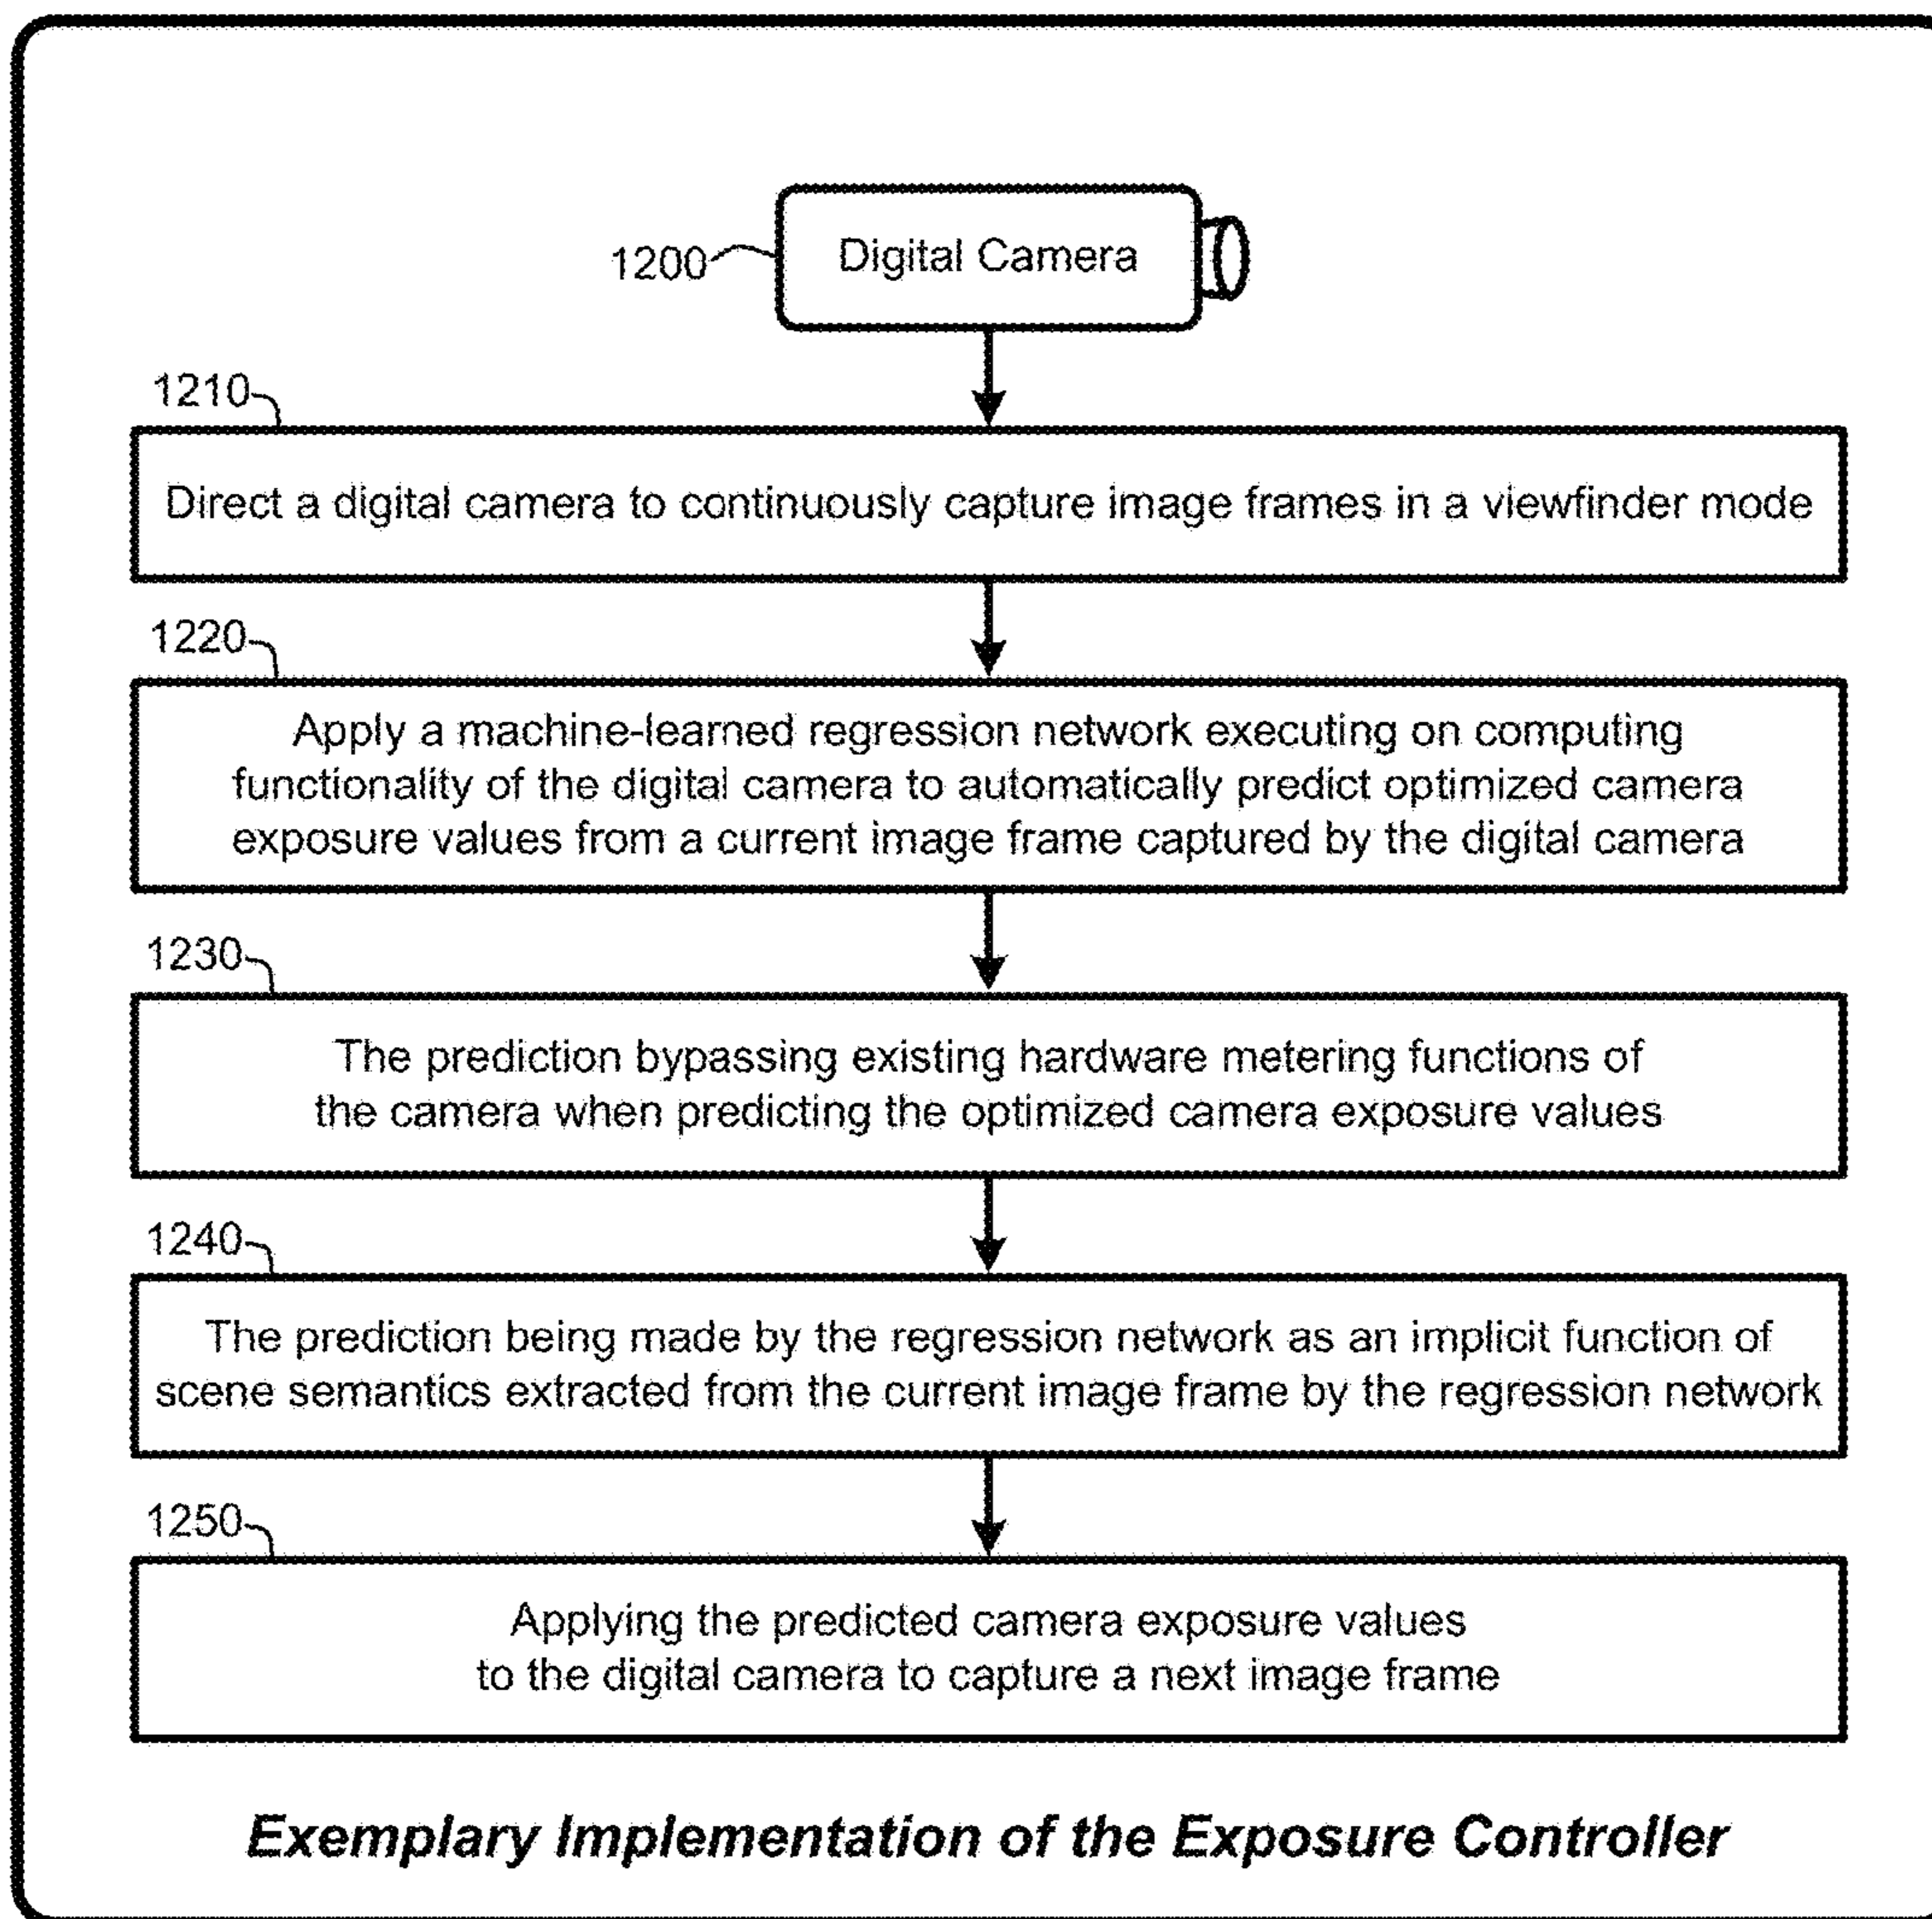 1200
Digital Camera
1210
Direct a digital camera to continuously capture image frames in a viewfinder mode
1220
Apply a machine-learned regression network executing on computing
functionality of the digital camera to automatically predict optimized camera
exposure values from a current image frame captured by the digital camera
1230
The prediction bypassing existing hardware metering functions of
the camera when predicting the optimized camera exposure values
1240
The prediction being made by the regression network as an implicit function of
scene semantics extracted from the current image frame by the regression network
1250
Applying the predicted camera exposure values
to the digital camera to capture a next image frame
Exemplary Implementation of the Exposure Controller